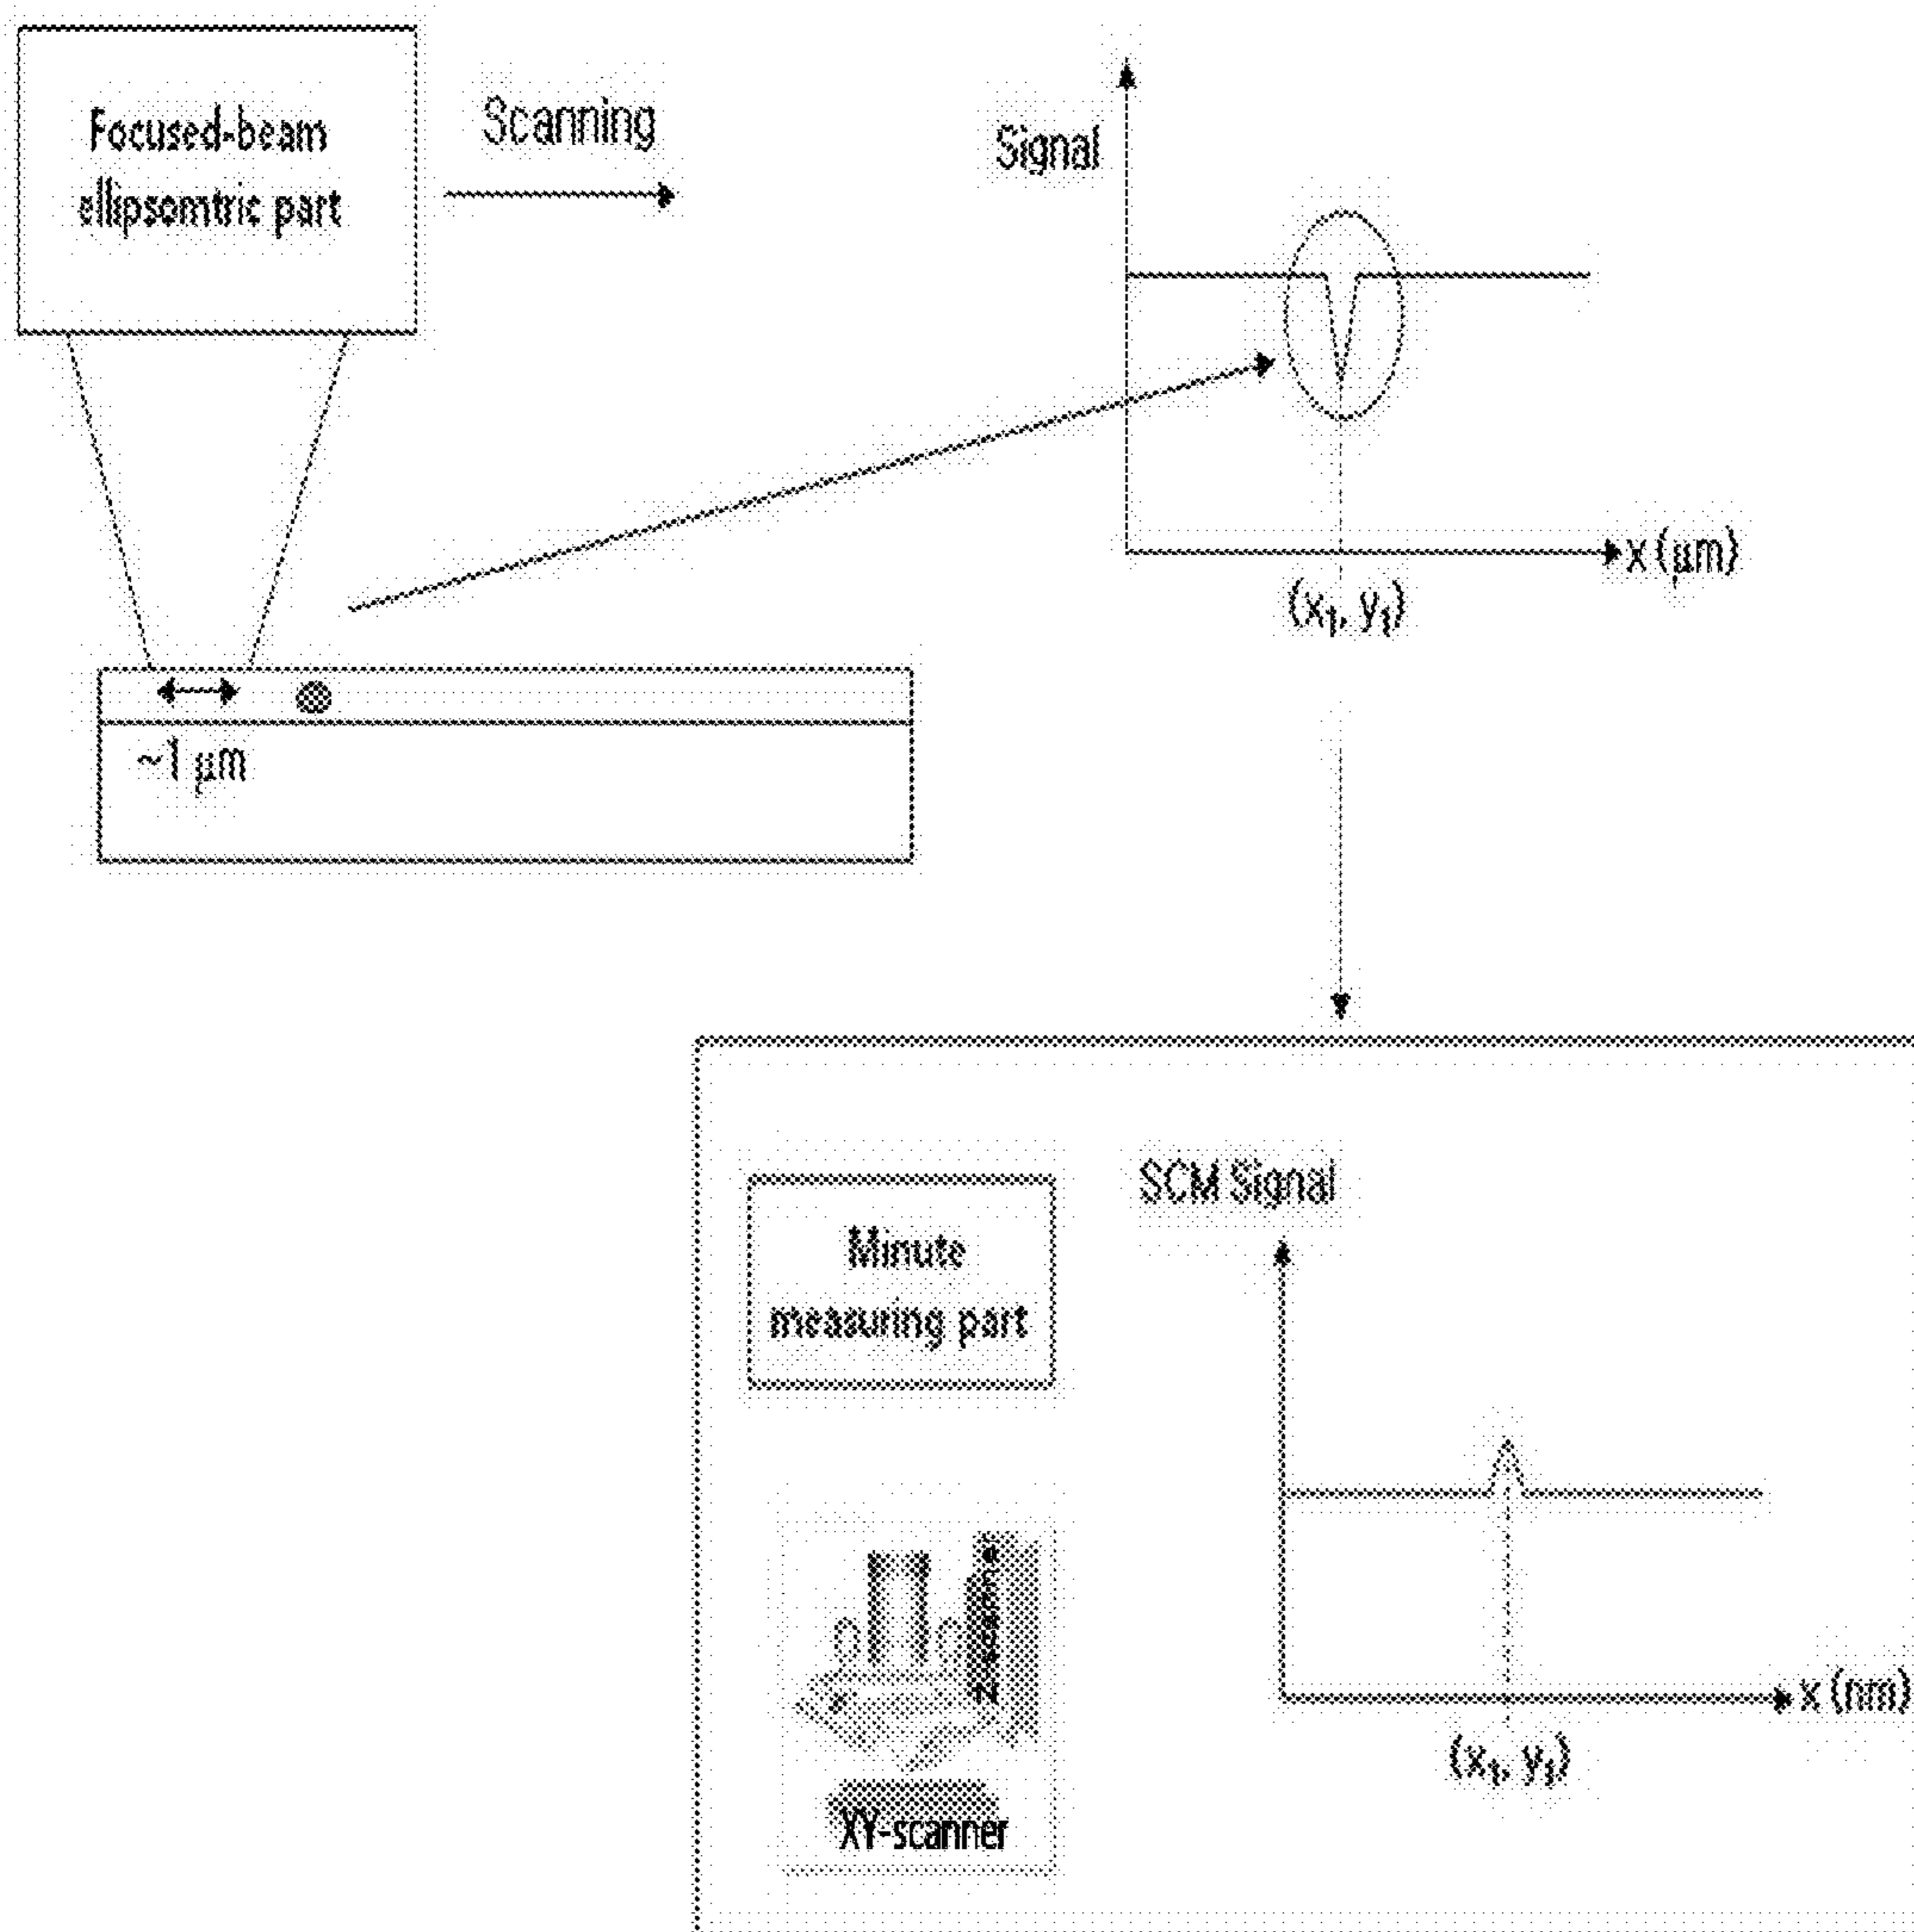 Focused-beam
ellipsomtric part
Scanning
Signal
x (μm)
(x₁, y₁)
~1 μm
Minute
measuring part
SCM Signal
Z-scanner
XY-scanner
x (nm)
(x₁, y₁)